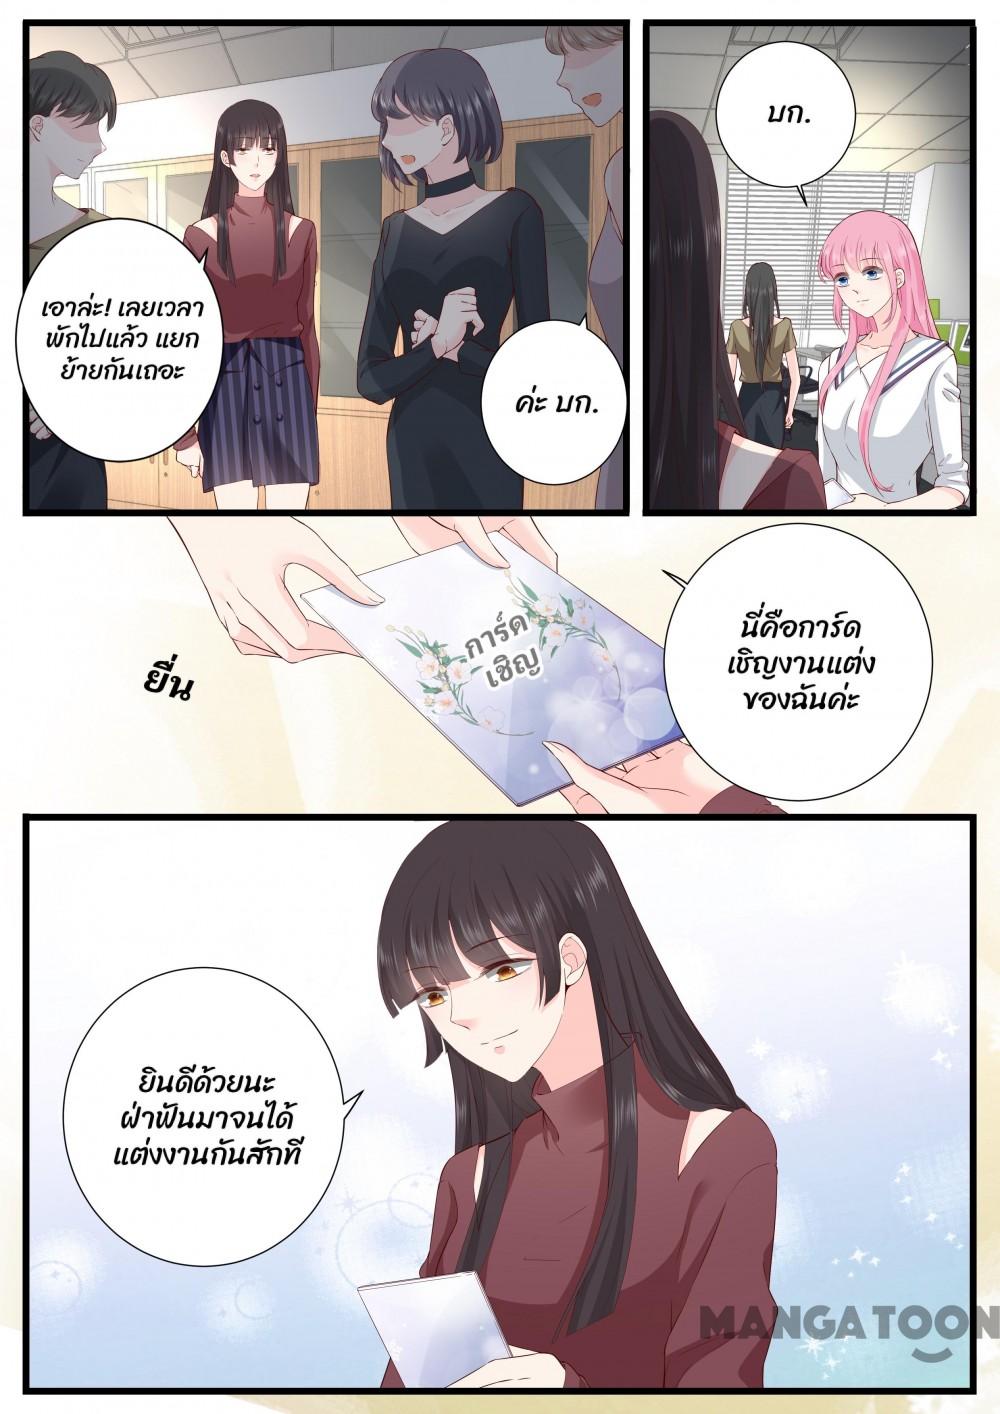 เอาล่ะ! เลยเวลา
พักไปแล้ว แยก
ย้ายกันเถอะ
ค่ะ บก.
บก.
นี่คือการ์ด
เชิญงานแต่ง
ของฉันค่ะ
การ์ด
เชิญ
ยื่น
ยินดีด้วยนะ
ฝ่าฟันมาจนได้
แต่งงานกันสักที
MANGATOON